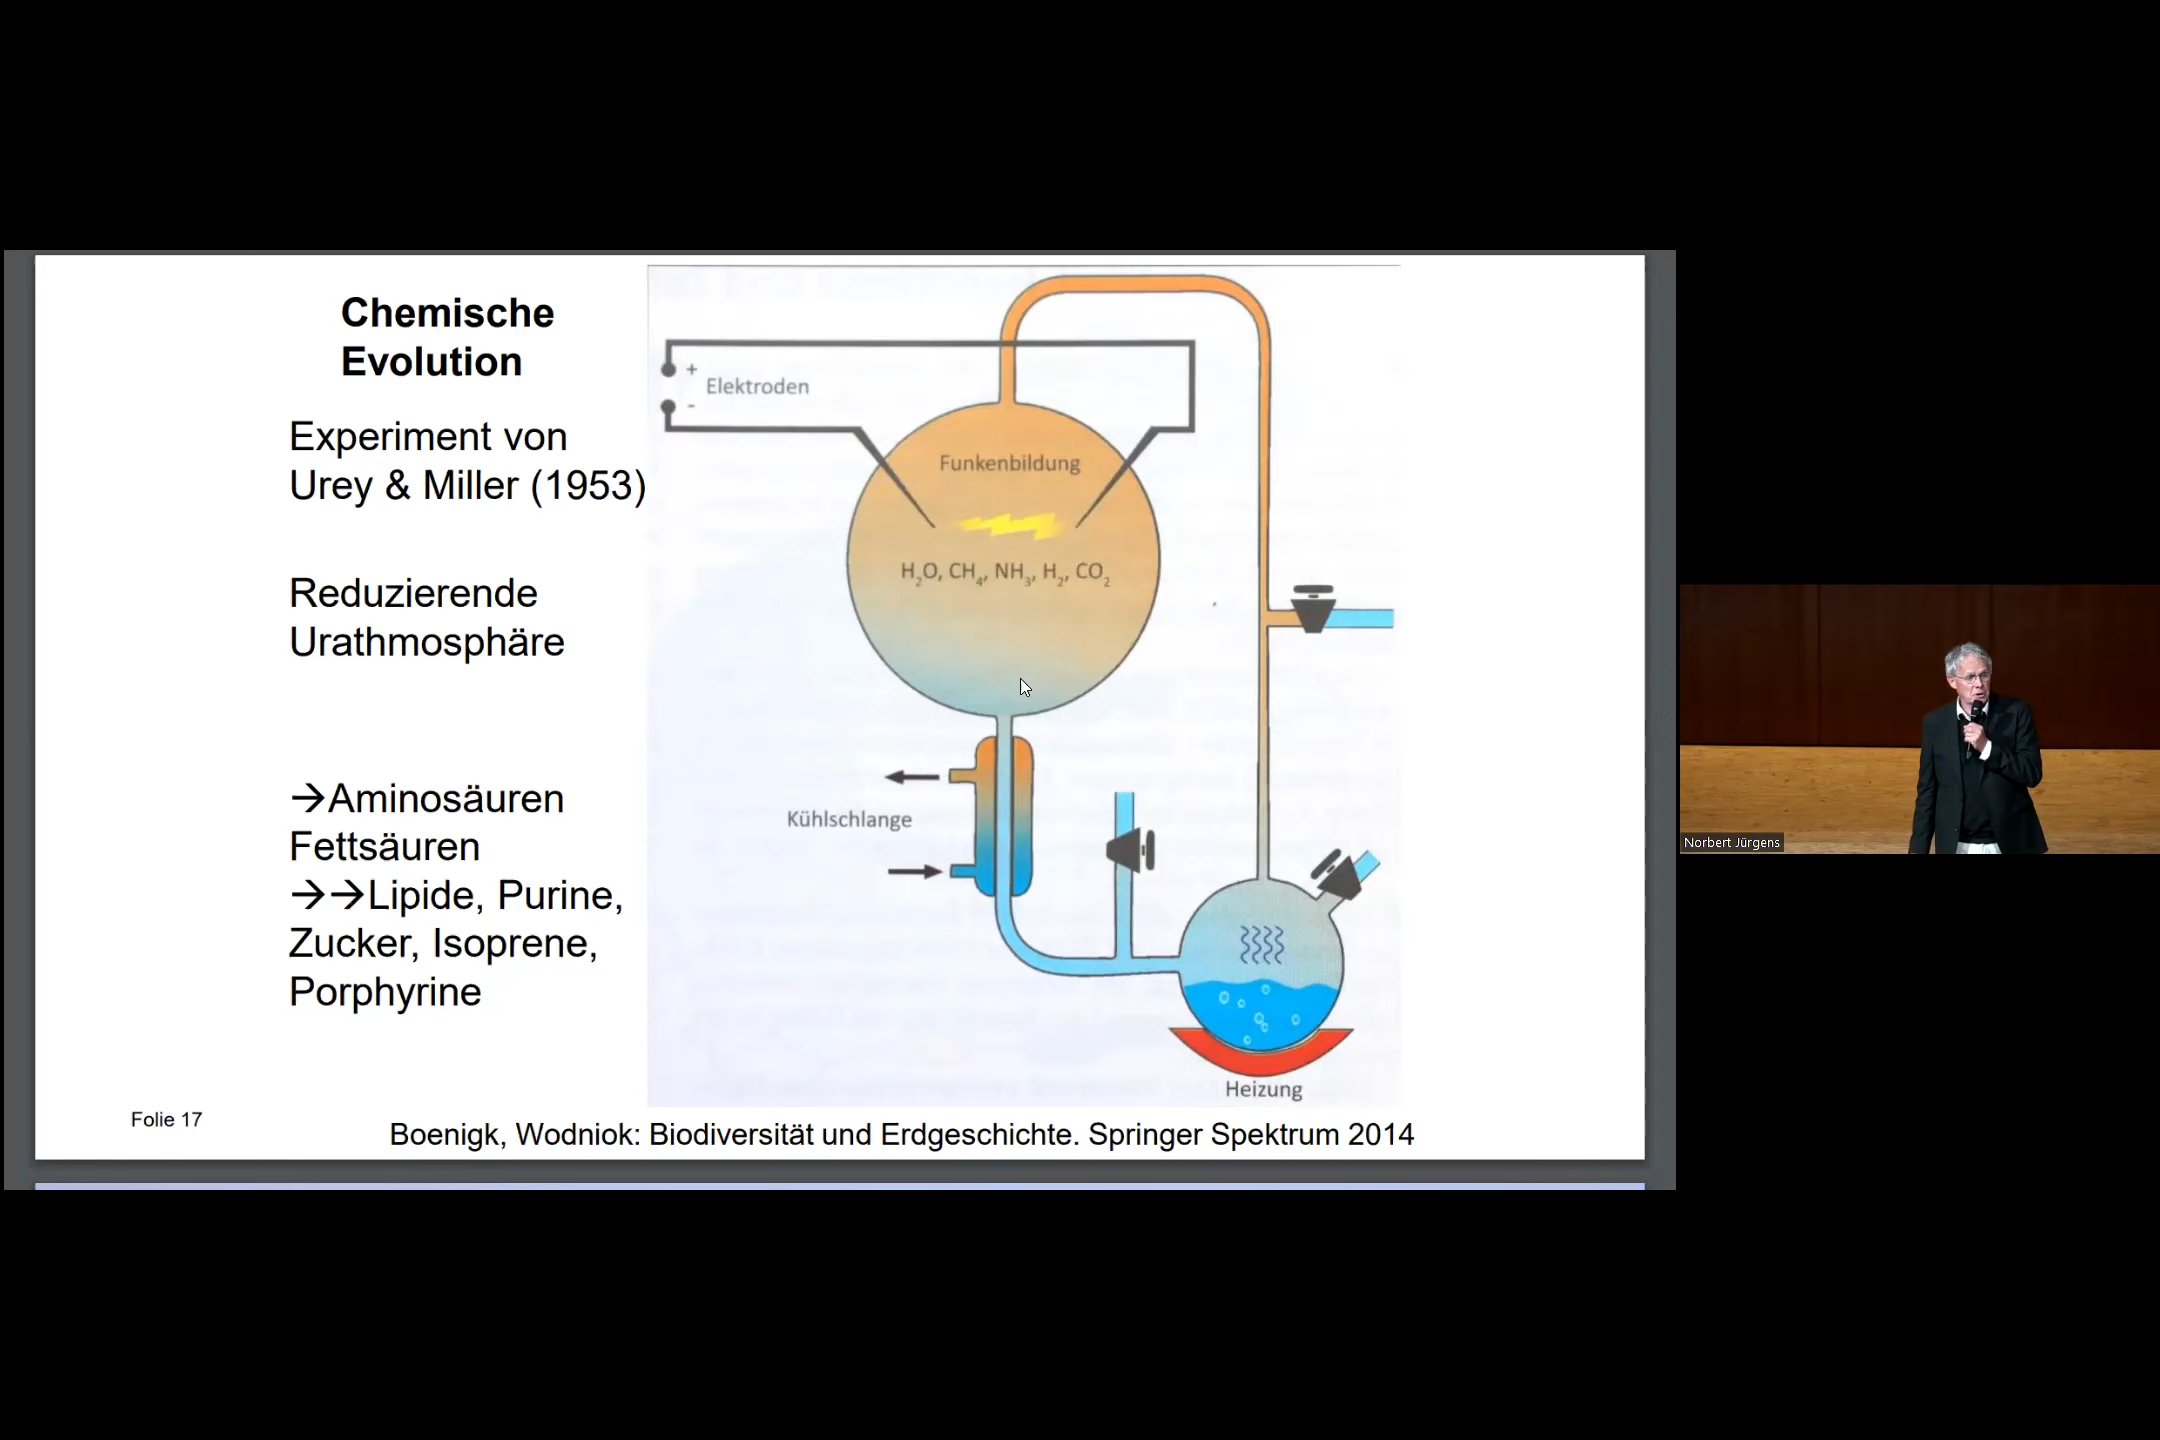 Chemische
Evolution
Experiment von
Urey & Miller (1953)
Reduzierende
Urathmosphäre
→Aminosäuren
Fettsäuren
→→Lipide, Purine,
Zucker, Isoprene,
Porphyrine
+
Elektroden
-
Funkenbildung
H₂O, CH₄, NH₃, H₂, CO₂
Kühlschlange
Heizung
Folie 17
Boenigk, Wodniok: Biodiversität und Erdgeschichte. Springer Spektrum 2014
Norbert Jürgens